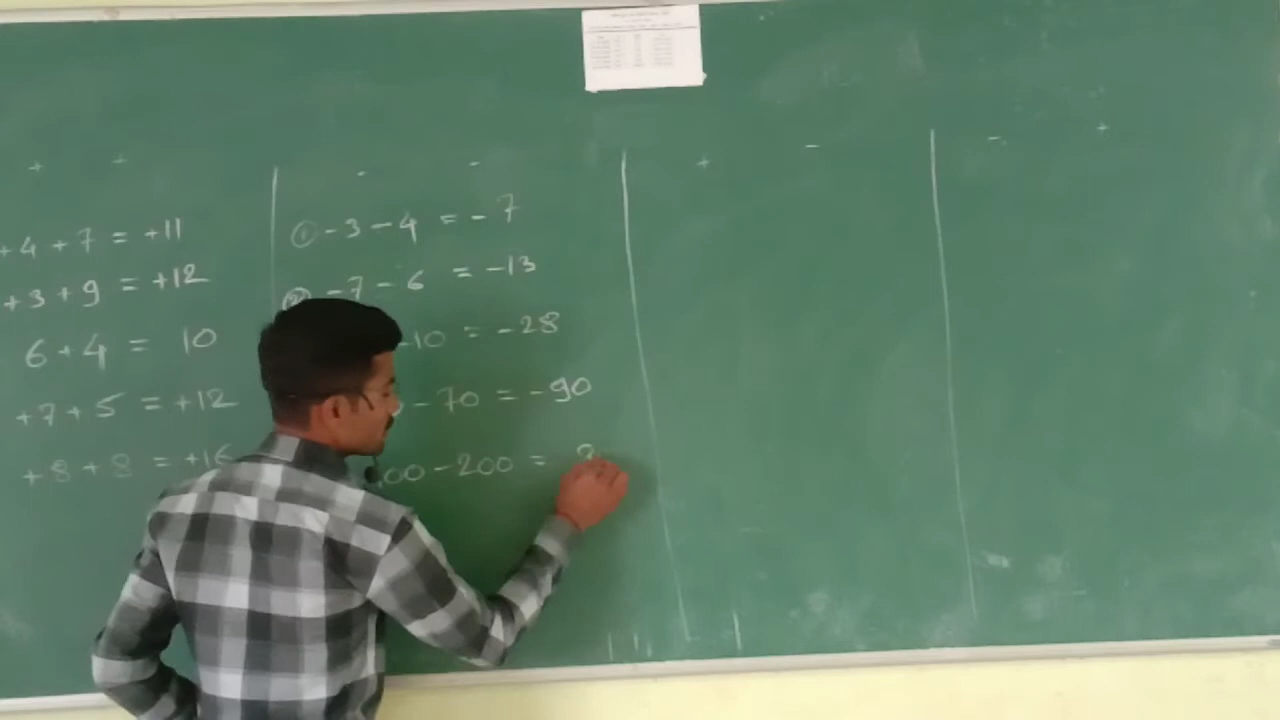 + +
+4 +7 = +11
+3 +9 = +12
6+4 = 10
+7+5 = +12
+8+8 = +16
- -
① -3-4 = -7
② -7-6 = -13
-10 = -28
-70 = -90
00-200 =
+ -
- +